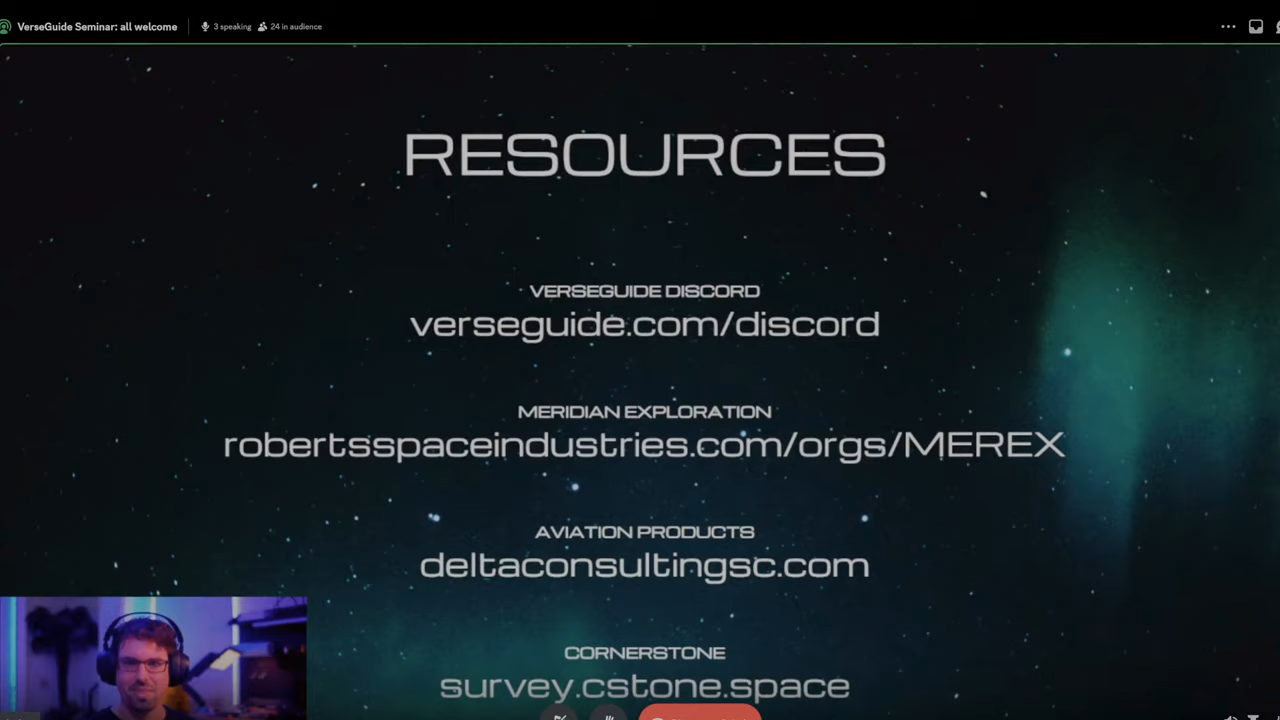 VerseGuide Seminar: all welcome
3 speaking
24 in audience
RESOURCES
VERSEGUIDE DISCORD
verseguide.com/discord
MERIDIAN EXPLORATION
robertsspaceindustries.com/orgs/MEREX
AVIATION PRODUCTS
deltaconsultingsc.com
CORNERSTONE
survey.cstone.space